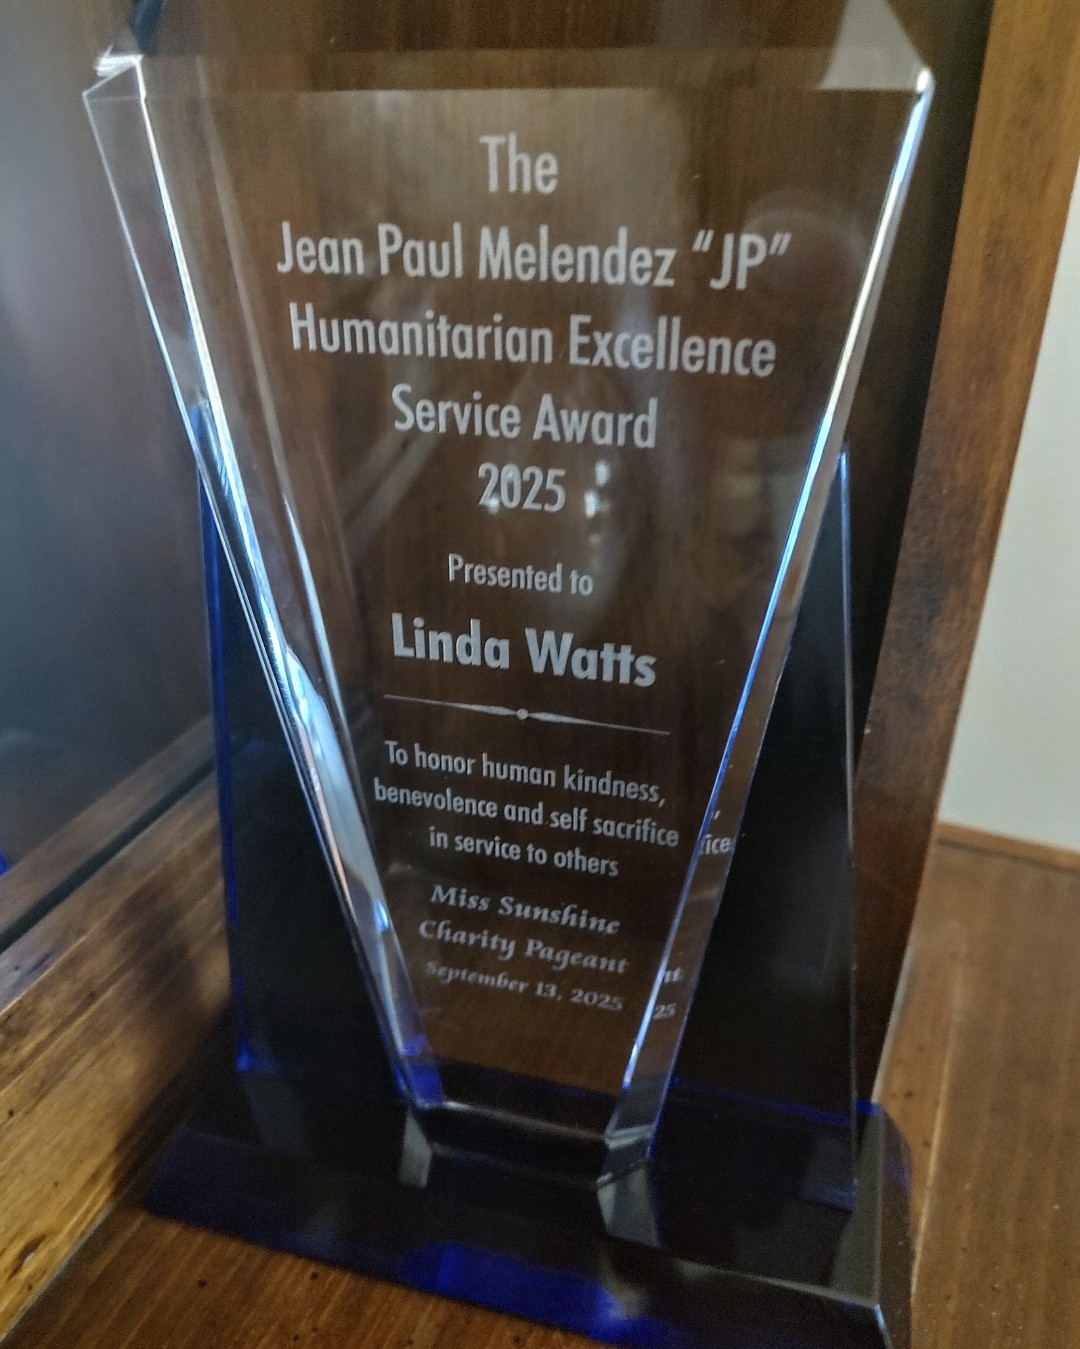 The
Jean Paul Melendez “JP”
Humanitarian Excellence
Service Award
2025
Presented to
Linda Watts
To honor human kindness,
benevolence and self sacrifice
in service to others
Miss Sunshine
Charity Pageant
September 13, 2025